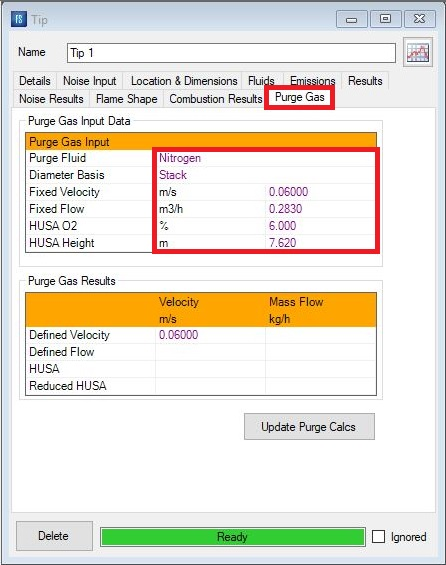 FS Tip
Name Tip 1
Details Noise Input Location & Dimensions Fluids Emissions Results
Noise Results Flame Shape Combustion Results Purge Gas
Purge Gas Input Data
Purge Gas Input
Purge Fluid Nitrogen
Diameter Basis Stack
Fixed Velocity m/s 0.06000
Fixed Flow m3/h 0.2830
HUSA O2 % 6.000
HUSA Height m 7.620
Purge Gas Results
Velocity Mass Flow
m/s kg/h
Defined Velocity 0.06000
Defined Flow
HUSA
Reduced HUSA
Update Purge Calcs
Delete Ready Ignored